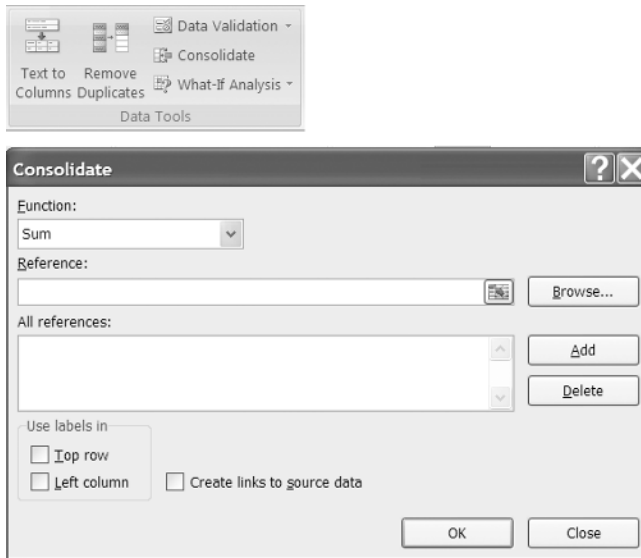 Text to Columns
Remove Duplicates
Data Validation
Consolidate
What-If Analysis
Data Tools
Consolidate
Function:
Sum
Reference:
Browse...
All references:
Add
Delete
Use labels in
Top row
Left column
Create links to source data
OK
Close